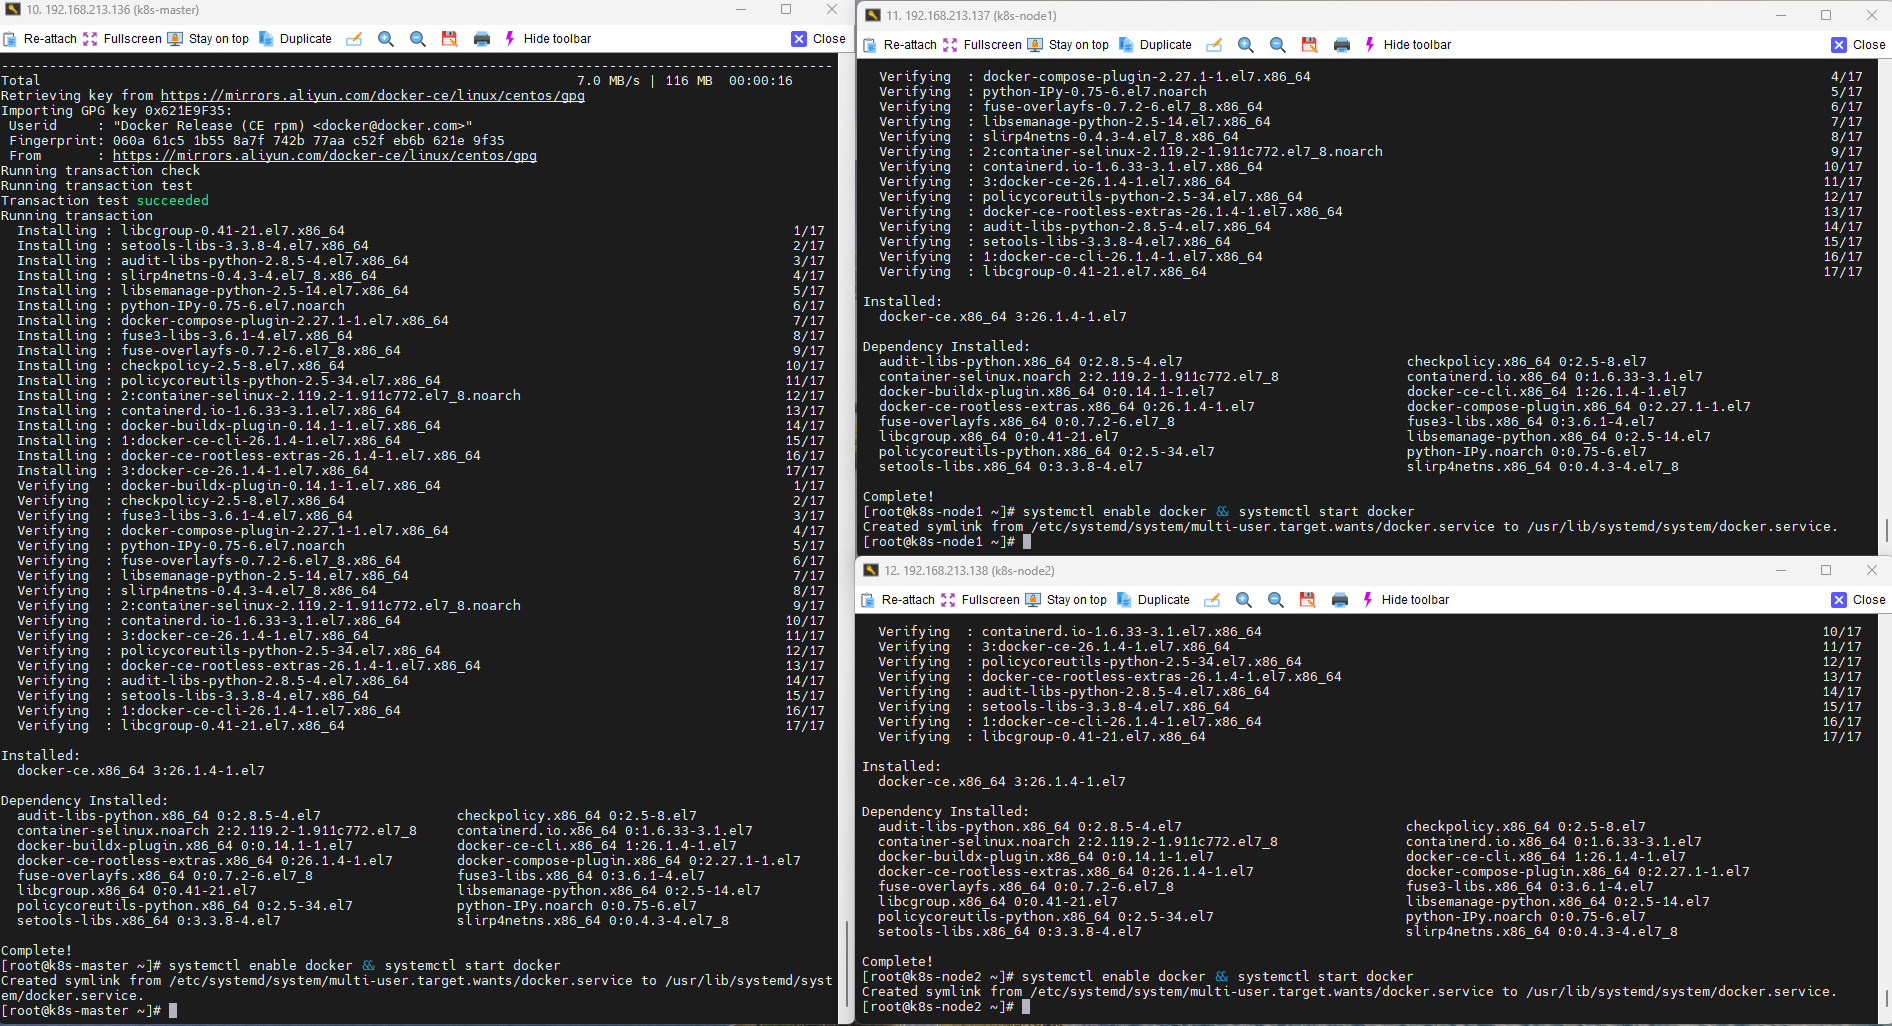 10. 192.168.213.136 (k8s-master)
Re-attach Fullscreen Stay on top Duplicate Hide toolbar Close
--------------------------------------------------------------------------------------------------------
Total 7.0 MB/s | 116 MB 00:00:16
Retrieving key from https://mirrors.aliyun.com/docker-ce/linux/centos/gpg
Importing GPG key 0x621E9F35:
Userid : "Docker Release (CE rpm) <docker@docker.com>"
Fingerprint: 060a 61c5 1b55 8a7f 742b 77aa c52f eb6b 621e 9f35
From : https://mirrors.aliyun.com/docker-ce/linux/centos/gpg
Running transaction check
Running transaction test
Transaction test succeeded
Running transaction
Installing : libcgroup-0.41-21.el7.x86_64 1/17
Installing : setools-libs-3.3.8-4.el7.x86_64 2/17
Installing : audit-libs-python-2.8.5-4.el7.x86_64 3/17
Installing : slirp4netns-0.4.3-4.el7_8.x86_64 4/17
Installing : libsemanage-python-2.5-14.el7.x86_64 5/17
Installing : python-IPy-0.75-6.el7.noarch 6/17
Installing : docker-compose-plugin-2.27.1-1.el7.x86_64 7/17
Installing : fuse3-libs-3.6.1-4.el7.x86_64 8/17
Installing : fuse-overlayfs-0.7.2-6.el7_8.x86_64 9/17
Installing : checkpolicy-2.5-8.el7.x86_64 10/17
Installing : policycoreutils-python-2.5-34.el7.x86_64 11/17
Installing : 2:container-selinux-2.119.2-1.911c772.el7_8.noarch 12/17
Installing : containerd.io-1.6.33-3.1.el7.x86_64 13/17
Installing : docker-buildx-plugin-0.14.1-1.el7.x86_64 14/17
Installing : 1:docker-ce-cli-26.1.4-1.el7.x86_64 15/17
Installing : docker-ce-rootless-extras-26.1.4-1.el7.x86_64 16/17
Installing : 3:docker-ce-26.1.4-1.el7.x86_64 17/17
Verifying : docker-buildx-plugin-0.14.1-1.el7.x86_64 1/17
Verifying : checkpolicy-2.5-8.el7.x86_64 2/17
Verifying : fuse3-libs-3.6.1-4.el7.x86_64 3/17
Verifying : docker-compose-plugin-2.27.1-1.el7.x86_64 4/17
Verifying : python-IPy-0.75-6.el7.noarch 5/17
Verifying : fuse-overlayfs-0.7.2-6.el7_8.x86_64 6/17
Verifying : libsemanage-python-2.5-14.el7.x86_64 7/17
Verifying : slirp4netns-0.4.3-4.el7_8.x86_64 8/17
Verifying : 2:container-selinux-2.119.2-1.911c772.el7_8.noarch 9/17
Verifying : containerd.io-1.6.33-3.1.el7.x86_64 10/17
Verifying : 3:docker-ce-26.1.4-1.el7.x86_64 11/17
Verifying : policycoreutils-python-2.5-34.el7.x86_64 12/17
Verifying : docker-ce-rootless-extras-26.1.4-1.el7.x86_64 13/17
Verifying : audit-libs-python-2.8.5-4.el7.x86_64 14/17
Verifying : setools-libs-3.3.8-4.el7.x86_64 15/17
Verifying : 1:docker-ce-cli-26.1.4-1.el7.x86_64 16/17
Verifying : libcgroup-0.41-21.el7.x86_64 17/17
Installed:
docker-ce.x86_64 3:26.1.4-1.el7
Dependency Installed:
audit-libs-python.x86_64 0:2.8.5-4.el7 checkpolicy.x86_64 0:2.5-8.el7
container-selinux.noarch 2:2.119.2-1.911c772.el7_8 containerd.io.x86_64 0:1.6.33-3.1.el7
docker-buildx-plugin.x86_64 0:0.14.1-1.el7 docker-ce-cli.x86_64 1:26.1.4-1.el7
docker-ce-rootless-extras.x86_64 0:26.1.4-1.el7 docker-compose-plugin.x86_64 0:2.27.1-1.el7
fuse-overlayfs.x86_64 0:0.7.2-6.el7_8 fuse3-libs.x86_64 0:3.6.1-4.el7
libcgroup.x86_64 0:0.41-21.el7 libsemanage-python.x86_64 0:2.5-14.el7
policycoreutils-python.x86_64 0:2.5-34.el7 python-IPy.noarch 0:0.75-6.el7
setools-libs.x86_64 0:3.3.8-4.el7 slirp4netns.x86_64 0:0.4.3-4.el7_8
Complete!
[root@k8s-master ~]# systemctl enable docker && systemctl start docker
Created symlink from /etc/systemd/system/multi-user.target.wants/docker.service to /usr/lib/systemd/syst
em/docker.service.
[root@k8s-master ~]#
11. 192.168.213.137 (k8s-node1)
Re-attach Fullscreen Stay on top Duplicate Hide toolbar Close
Verifying : docker-compose-plugin-2.27.1-1.el7.x86_64 4/17
Verifying : python-IPy-0.75-6.el7.noarch 5/17
Verifying : fuse-overlayfs-0.7.2-6.el7_8.x86_64 6/17
Verifying : libsemanage-python-2.5-14.el7.x86_64 7/17
Verifying : slirp4netns-0.4.3-4.el7_8.x86_64 8/17
Verifying : 2:container-selinux-2.119.2-1.911c772.el7_8.noarch 9/17
Verifying : containerd.io-1.6.33-3.1.el7.x86_64 10/17
Verifying : 3:docker-ce-26.1.4-1.el7.x86_64 11/17
Verifying : policycoreutils-python-2.5-34.el7.x86_64 12/17
Verifying : docker-ce-rootless-extras-26.1.4-1.el7.x86_64 13/17
Verifying : audit-libs-python-2.8.5-4.el7.x86_64 14/17
Verifying : setools-libs-3.3.8-4.el7.x86_64 15/17
Verifying : 1:docker-ce-cli-26.1.4-1.el7.x86_64 16/17
Verifying : libcgroup-0.41-21.el7.x86_64 17/17
Installed:
docker-ce.x86_64 3:26.1.4-1.el7
Dependency Installed:
audit-libs-python.x86_64 0:2.8.5-4.el7 checkpolicy.x86_64 0:2.5-8.el7
container-selinux.noarch 2:2.119.2-1.911c772.el7_8 containerd.io.x86_64 0:1.6.33-3.1.el7
docker-buildx-plugin.x86_64 0:0.14.1-1.el7 docker-ce-cli.x86_64 1:26.1.4-1.el7
docker-ce-rootless-extras.x86_64 0:26.1.4-1.el7 docker-compose-plugin.x86_64 0:2.27.1-1.el7
fuse-overlayfs.x86_64 0:0.7.2-6.el7_8 fuse3-libs.x86_64 0:3.6.1-4.el7
libcgroup.x86_64 0:0.41-21.el7 libsemanage-python.x86_64 0:2.5-14.el7
policycoreutils-python.x86_64 0:2.5-34.el7 python-IPy.noarch 0:0.75-6.el7
setools-libs.x86_64 0:3.3.8-4.el7 slirp4netns.x86_64 0:0.4.3-4.el7_8
Complete!
[root@k8s-node1 ~]# systemctl enable docker && systemctl start docker
Created symlink from /etc/systemd/system/multi-user.target.wants/docker.service to /usr/lib/systemd/system/docker.service.
[root@k8s-node1 ~]#
12. 192.168.213.138 (k8s-node2)
Re-attach Fullscreen Stay on top Duplicate Hide toolbar Close
Verifying : containerd.io-1.6.33-3.1.el7.x86_64 10/17
Verifying : 3:docker-ce-26.1.4-1.el7.x86_64 11/17
Verifying : policycoreutils-python-2.5-34.el7.x86_64 12/17
Verifying : docker-ce-rootless-extras-26.1.4-1.el7.x86_64 13/17
Verifying : audit-libs-python-2.8.5-4.el7.x86_64 14/17
Verifying : setools-libs-3.3.8-4.el7.x86_64 15/17
Verifying : 1:docker-ce-cli-26.1.4-1.el7.x86_64 16/17
Verifying : libcgroup-0.41-21.el7.x86_64 17/17
Installed:
docker-ce.x86_64 3:26.1.4-1.el7
Dependency Installed:
audit-libs-python.x86_64 0:2.8.5-4.el7 checkpolicy.x86_64 0:2.5-8.el7
container-selinux.noarch 2:2.119.2-1.911c772.el7_8 containerd.io.x86_64 0:1.6.33-3.1.el7
docker-buildx-plugin.x86_64 0:0.14.1-1.el7 docker-ce-cli.x86_64 1:26.1.4-1.el7
docker-ce-rootless-extras.x86_64 0:26.1.4-1.el7 docker-compose-plugin.x86_64 0:2.27.1-1.el7
fuse-overlayfs.x86_64 0:0.7.2-6.el7_8 fuse3-libs.x86_64 0:3.6.1-4.el7
libcgroup.x86_64 0:0.41-21.el7 libsemanage-python.x86_64 0:2.5-14.el7
policycoreutils-python.x86_64 0:2.5-34.el7 python-IPy.noarch 0:0.75-6.el7
setools-libs.x86_64 0:3.3.8-4.el7 slirp4netns.x86_64 0:0.4.3-4.el7_8
Complete!
[root@k8s-node2 ~]# systemctl enable docker && systemctl start docker
Created symlink from /etc/systemd/system/multi-user.target.wants/docker.service to /usr/lib/systemd/system/docker.service.
[root@k8s-node2 ~]#